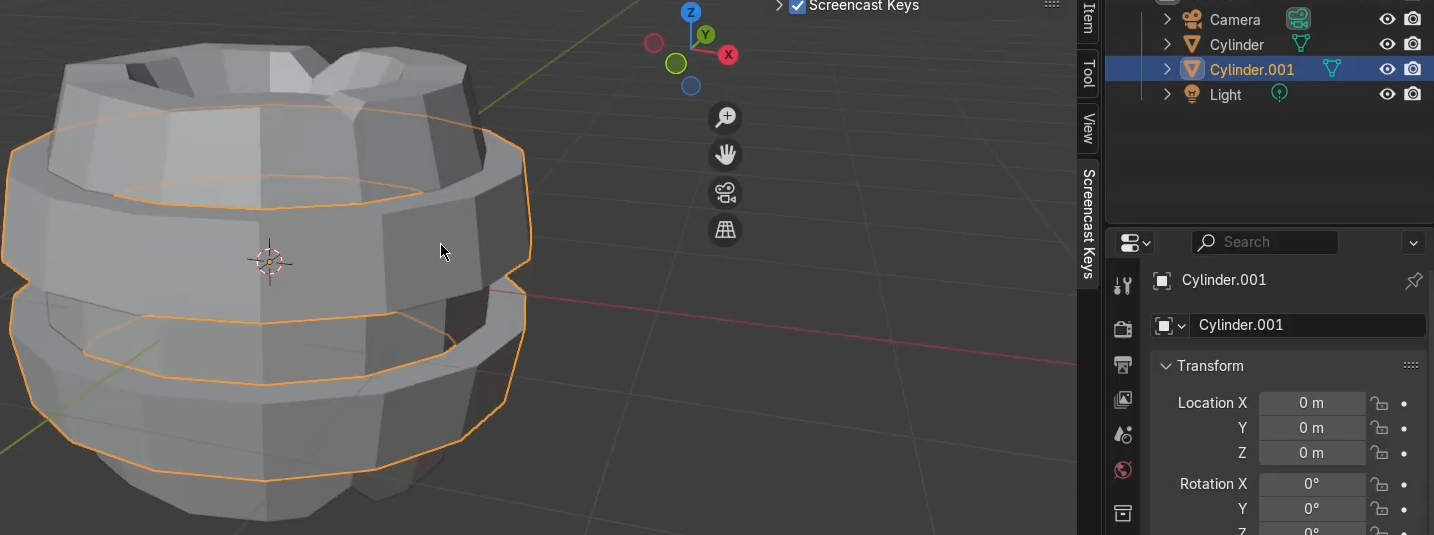 Screencast Keys
Z
Y
X
Item
Tool
View
Screencast Keys
Camera
Cylinder
Cylinder.001
Light
Search
Cylinder.001
Cylinder.001
Transform
Location X 0 m
Y 0 m
Z 0 m
Rotation X 0°
Y 0°
Z 0°